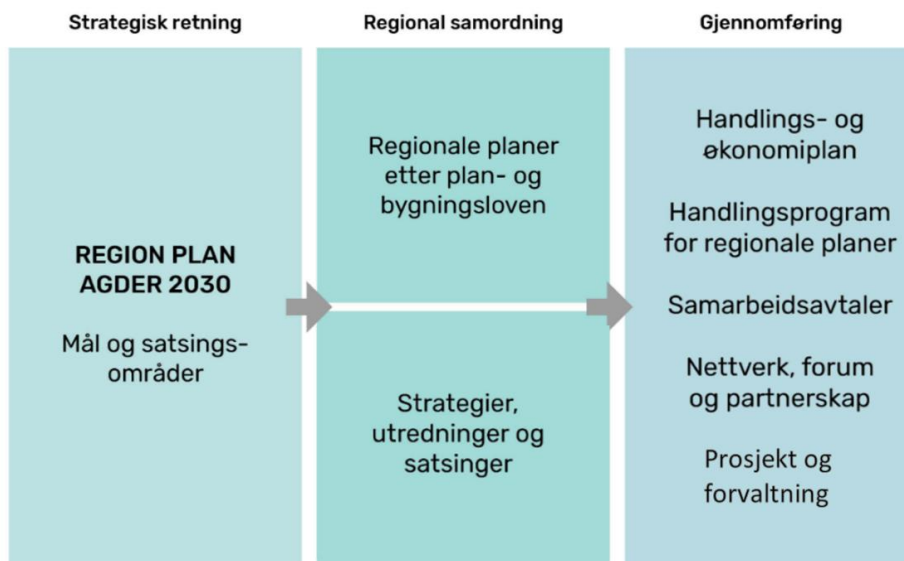 Strategisk retning
Regional samordning
Gjennomføring
REGION PLAN
AGDER 2030
Mål og satsings-
områder
Regionale planer
etter plan- og
bygningsloven
Strategier,
utredninger og
satsinger
Handlings- og
økonomiplan
Handlingsprogram
for regionale planer
Samarbeidsavtaler
Nettverk, forum
og partnerskap
Prosjekt og
forvaltning